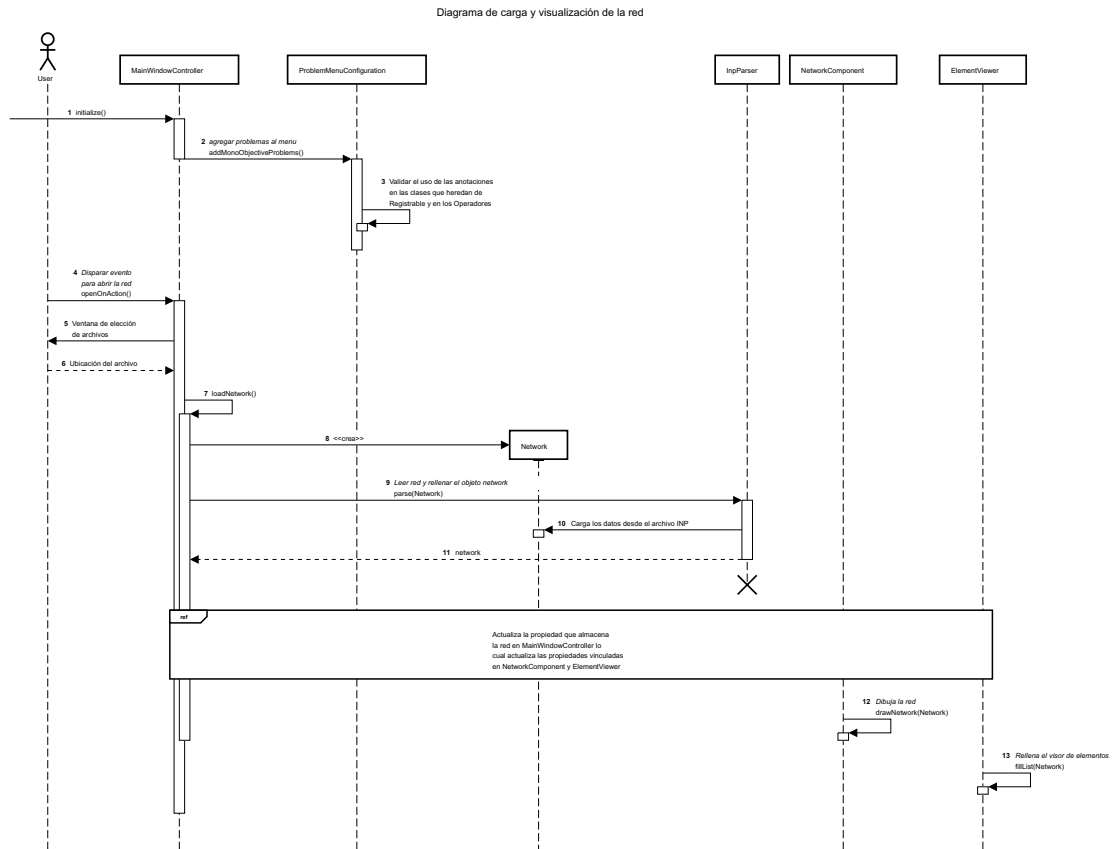 Diagrama de carga y visualización de la red
User
MainWindowController
ProblemMenuConfiguration
InpParser
NetworkComponent
ElementViewer
1 initialize()
2 agregar problemas al menu
addMonoObjectiveProblems()
3 Validar el uso de las anotaciones
en las clases que heredan de
Registrable y en los Operadores
4 Disparar evento
para abrir la red
openOnAction()
5 Ventana de elección
de archivos
6 Ubicación del archivo
7 loadNetwork()
8 <<crea>>
Network
9 Leer red y rellenar el objeto network
parse(Network)
10 Carga los datos desde el archivo INP
11 network
ref
Actualiza la propiedad que almacena
la red en MainWindowController lo
cual actualiza las propiedades vinculadas
en NetworkComponent y ElementViewer
12 Dibuja la red
drawNetwork(Network)
13 Rellena el visor de elementos
fillList(Network)